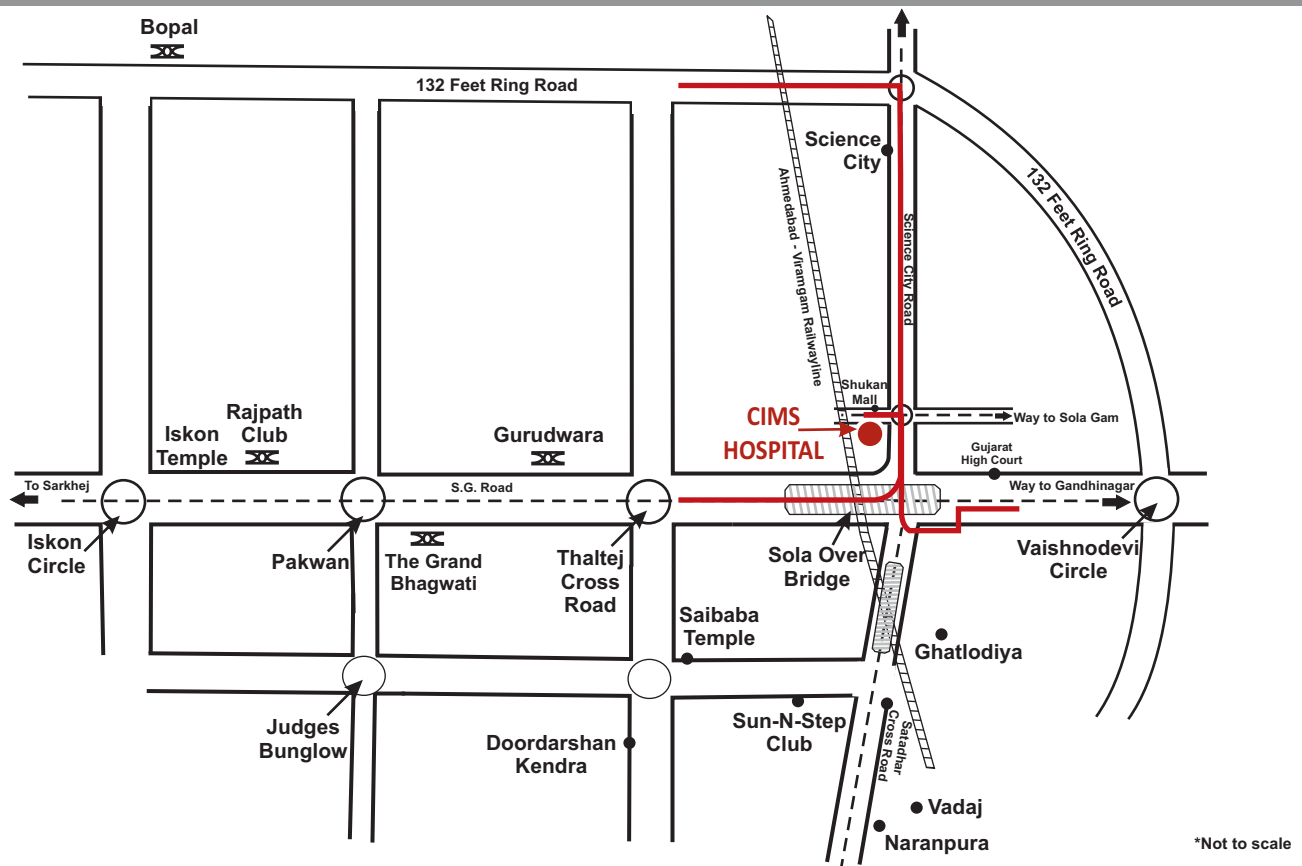 Bopal
132 Feet Ring Road
Science
City
Ahmedabad - Viramgam Railwayline
Science City Road
132 Feet Ring Road
Shukan
Mall
CIMS
HOSPITAL
Way to Sola Gam
Rajpath
Club
Iskon
Temple
Gurudwara
Gujarat
High Court
To Sarkhej
S.G. Road
Way to Gandhinagar
Iskon
Circle
Pakwan
The Grand
Bhagwati
Thaltej
Cross
Road
Sola Over
Bridge
Vaishnodevi
Circle
Saibaba
Temple
Ghatlodiya
Judges
Bunglow
Doordarshan
Kendra
Sun-N-Step
Club
Satadhar
Cross Road
Vadaj
Naranpura
*Not to scale